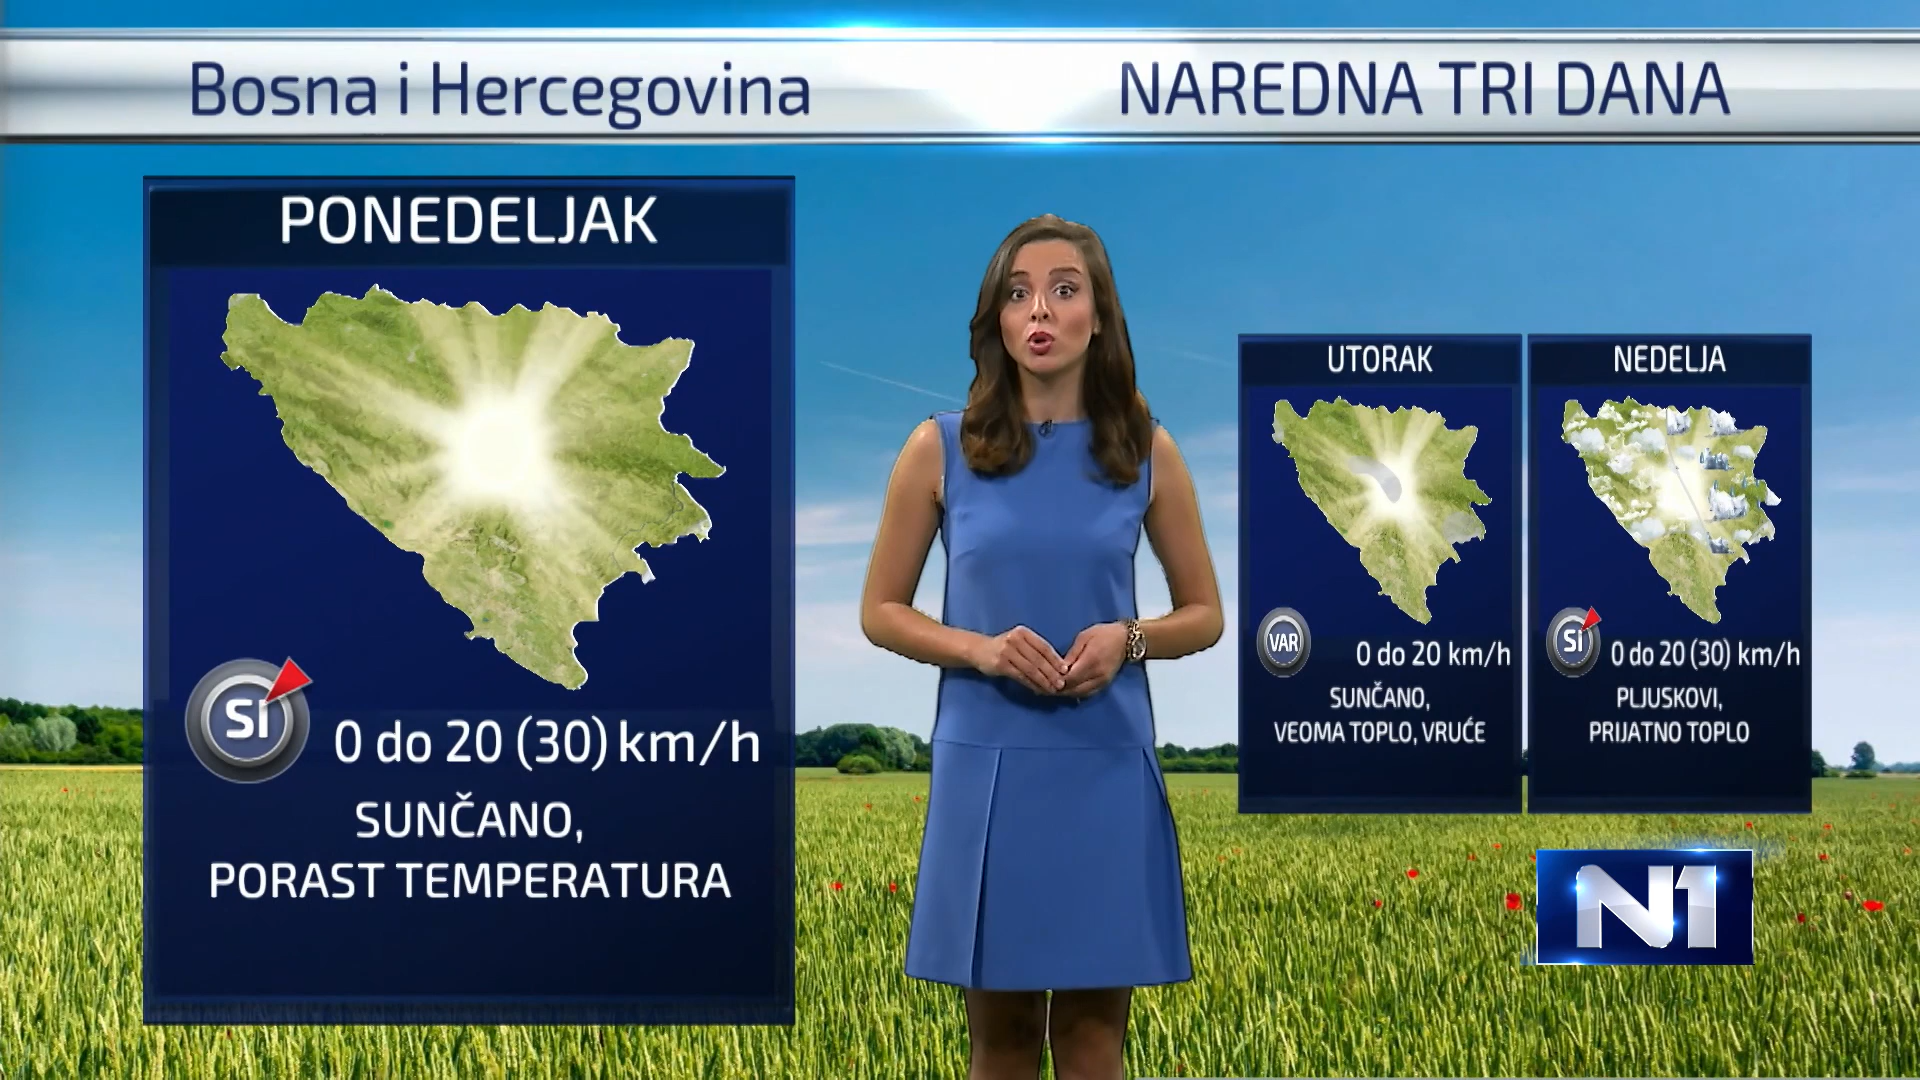 Bosna i Hercegovina
NAREDNA TRI DANA
PONEDELJAK
SI
0 do 20 (30) km/h
SUNČANO,
PORAST TEMPERATURA
UTORAK
VAR
0 do 20 km/h
SUNČANO,
VEOMA TOPLO, VRUĆE
NEDELJA
SI
0 do 20 (30) km/h
PLJUSKOVI,
PRIJATNO TOPLO
N1